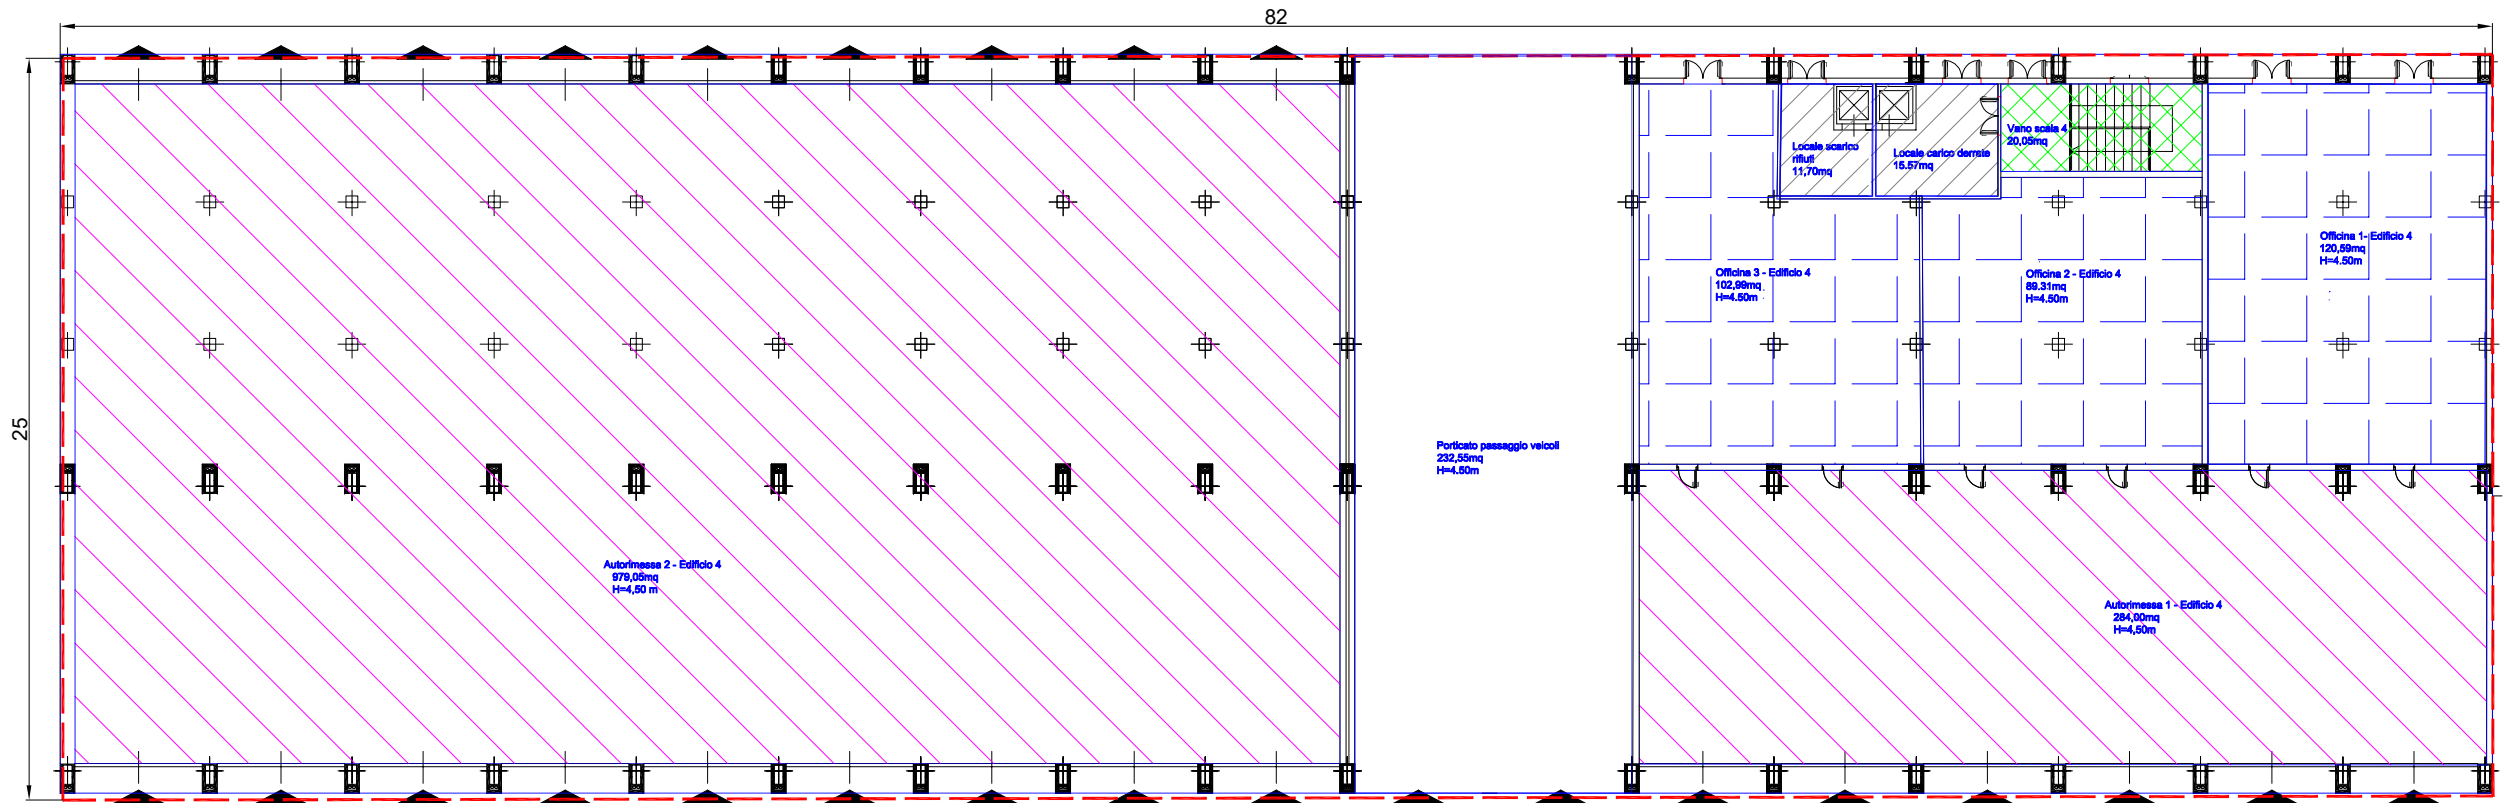 82
25
Vano scala 4
20,05mq
Locale scarico
rifiuti
11,70mq
Locale carico derrate
15.57mq
Officina 1- Edificio 4
120,59mq
H=4.50m
Officina 3 - Edificio 4
102,99mq
H=4.50m
Officina 2 - Edificio 4
89.31mq
H=4.50m
Porticato passaggio veicoli
232,55mq
H=4.50m
Autorimessa 2 - Edificio 4
979,05mq
H=4,50 m
Autorimessa 1 - Edificio 4
284,00mq
H=4,50m